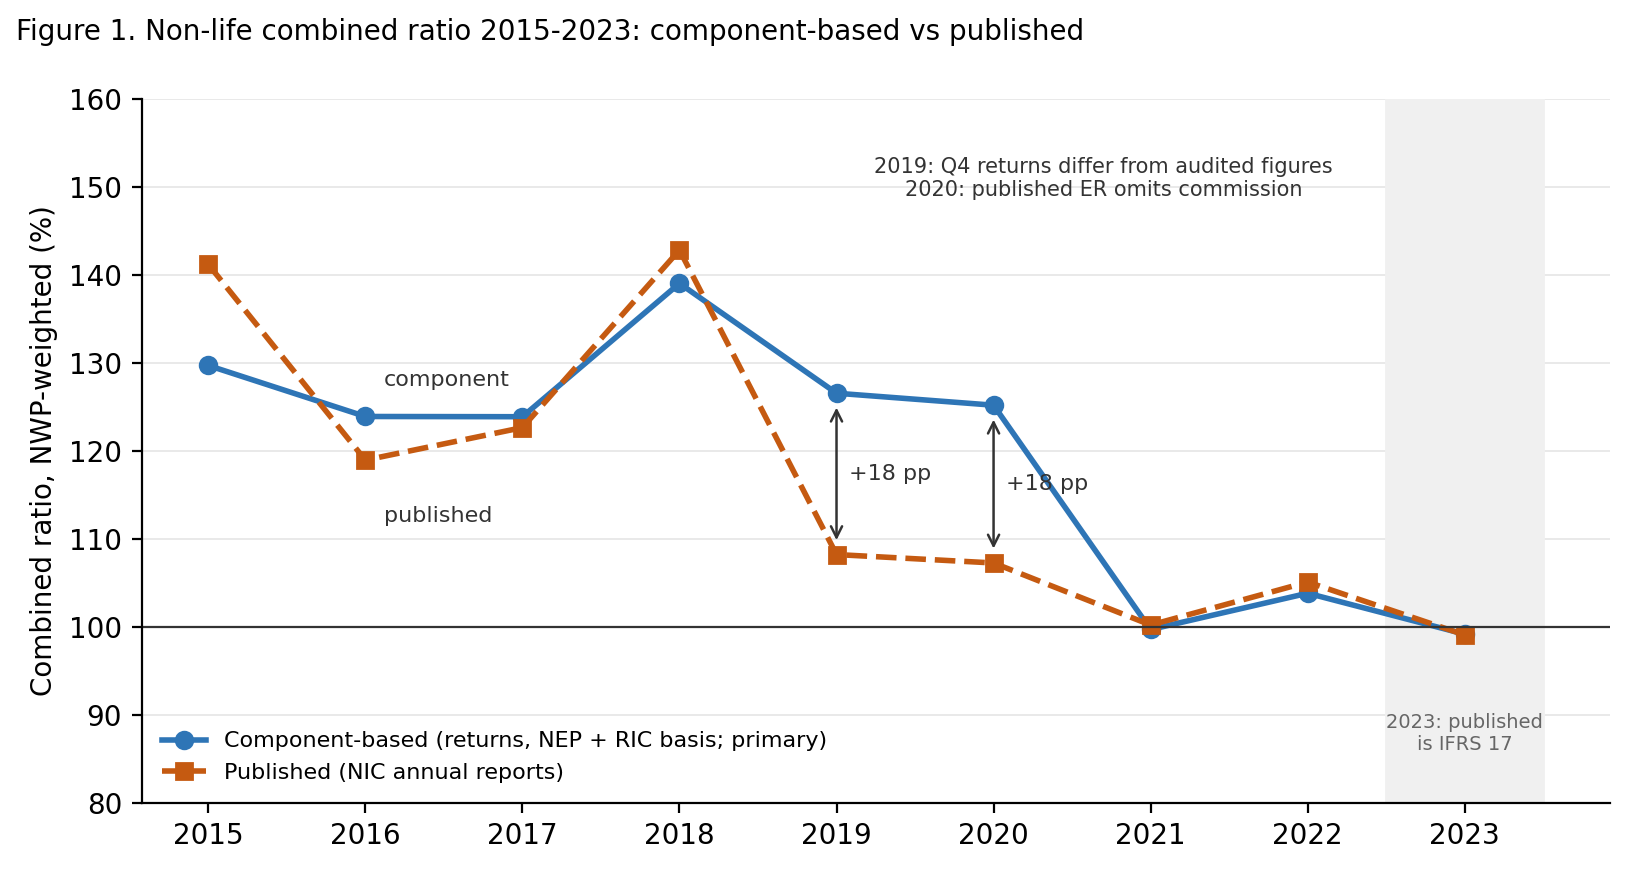 Figure 1. Non-life combined ratio 2015-2023: component-based vs published
Combined ratio, NWP-weighted (%)
160
150
140
130
120
110
100
90
80
2019: Q4 returns differ from audited figures
2020: published ER omits commission
component
published
+18 pp
+18 pp
2023: published
is IFRS 17
Component-based (returns, NEP + RIC basis; primary)
Published (NIC annual reports)
2015 2016 2017 2018 2019 2020 2021 2022 2023